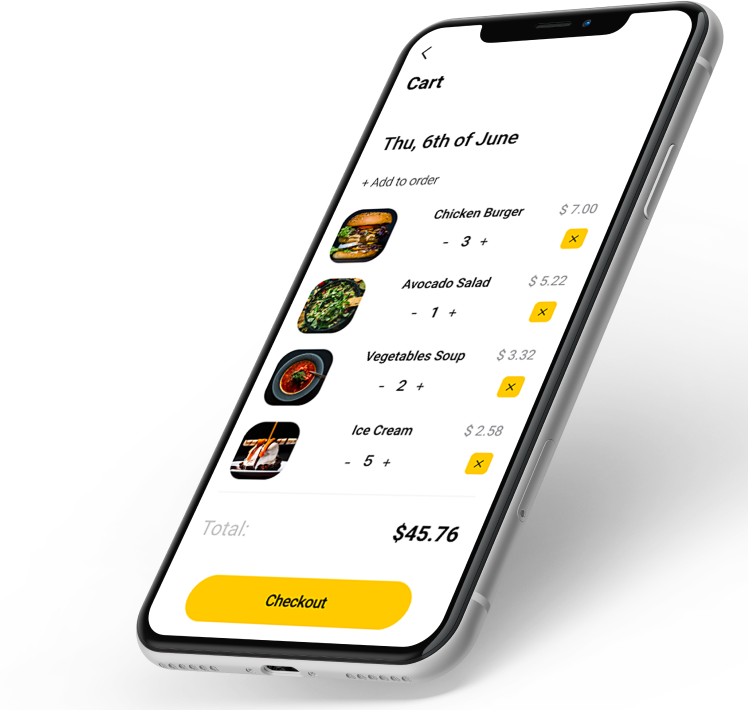 Cart
Thu, 6th of June
+ Add to order
Chicken Burger $ 7.00
- 3 +
Avocado Salad $ 5.22
- 1 +
Vegetables Soup $ 3.32
- 2 +
Ice Cream $ 2.58
- 5 +
Total: $45.76
Checkout